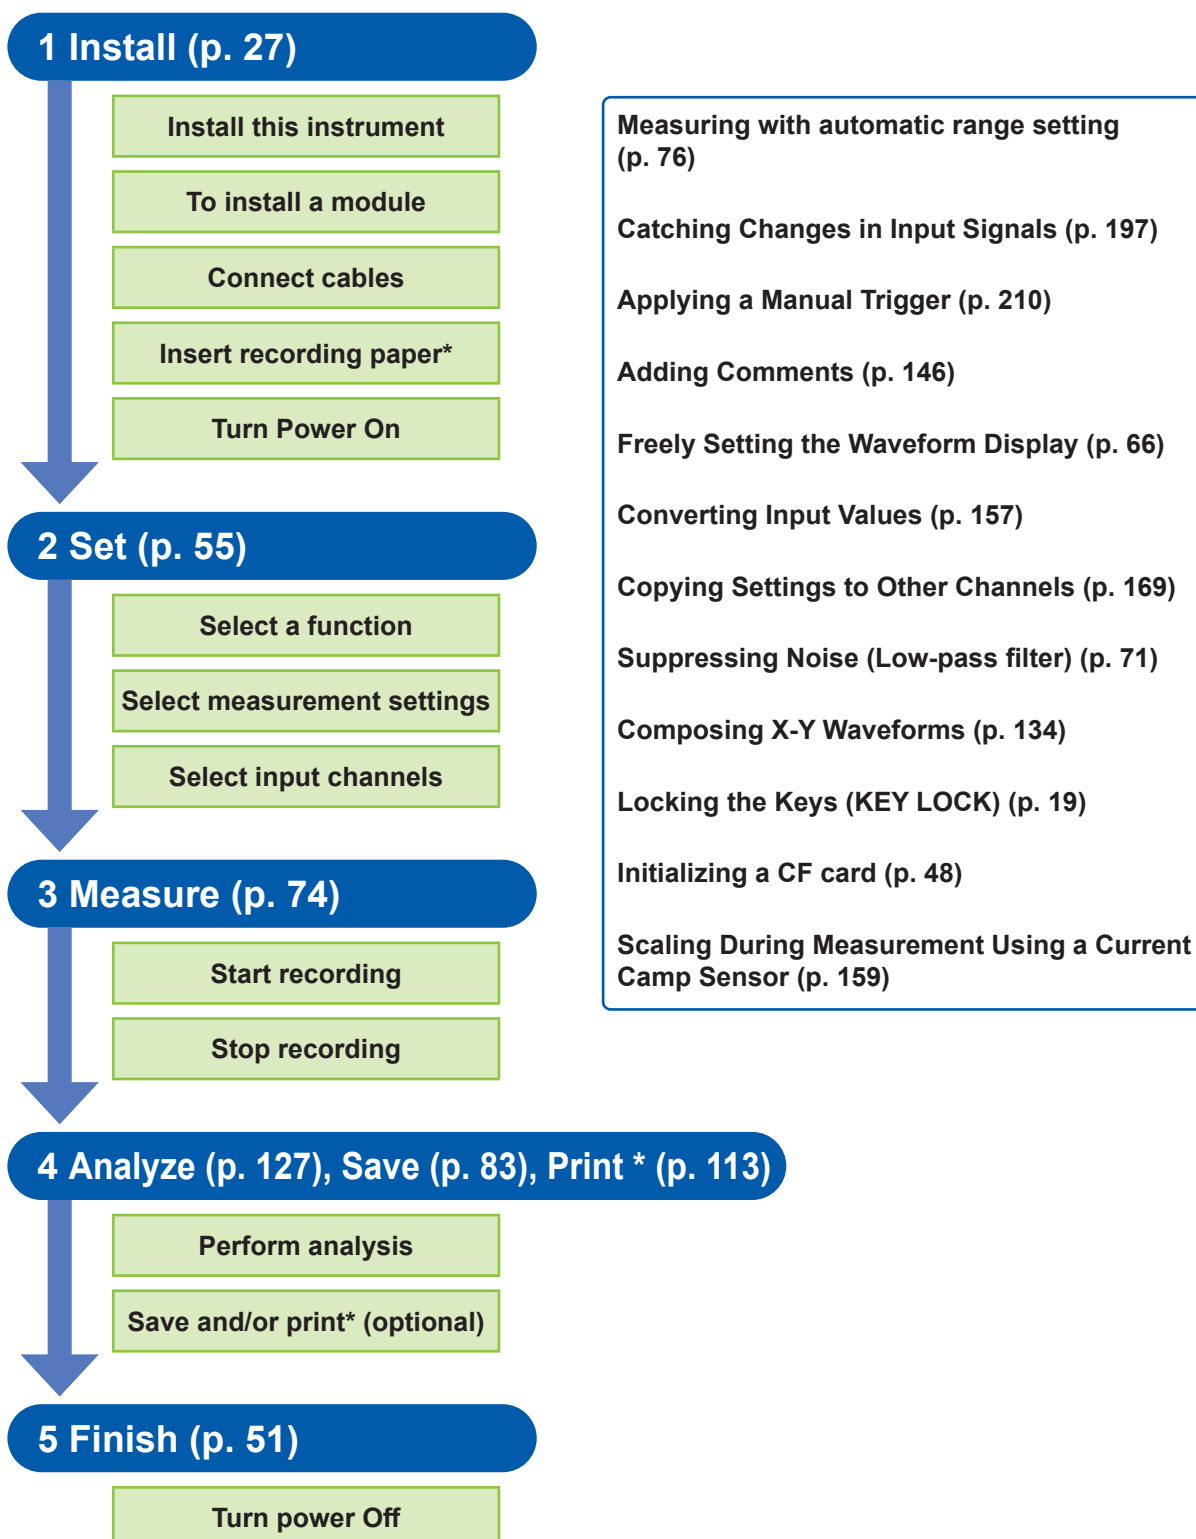 1 Install (p. 27)
Install this instrument
To install a module
Connect cables
Insert recording paper*
Turn Power On
2 Set (p. 55)
Select a function
Select measurement settings
Select input channels
3 Measure (p. 74)
Start recording
Stop recording
4 Analyze (p. 127), Save (p. 83), Print * (p. 113)
Perform analysis
Save and/or print* (optional)
5 Finish (p. 51)
Turn power Off
Measuring with automatic range setting
(p. 76)
Catching Changes in Input Signals (p. 197)
Applying a Manual Trigger (p. 210)
Adding Comments (p. 146)
Freely Setting the Waveform Display (p. 66)
Converting Input Values (p. 157)
Copying Settings to Other Channels (p. 169)
Suppressing Noise (Low-pass filter) (p. 71)
Composing X-Y Waveforms (p. 134)
Locking the Keys (KEY LOCK) (p. 19)
Initializing a CF card (p. 48)
Scaling During Measurement Using a Current
Camp Sensor (p. 159)